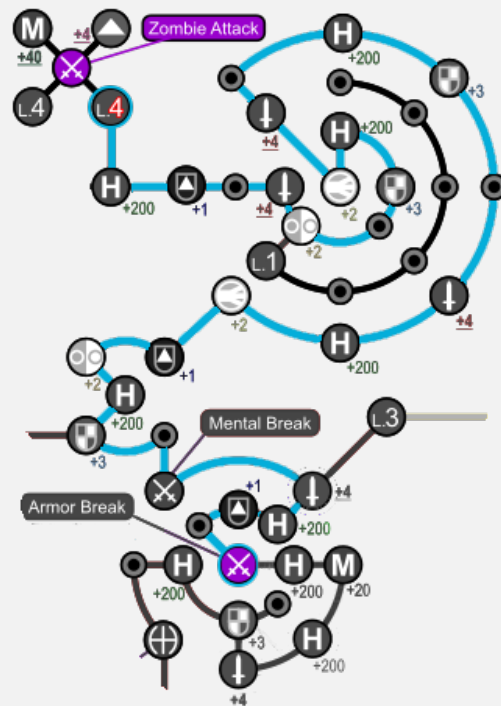 M
+4
Zombie Attack
+40
L.4
L.4
H
+200
+3
+4
H
+200
H
+200
+1
+4
+2
+3
+2
L.1
+2
+4
H
+200
+2
+1
H
+200
+3
L.3
Mental Break
+4
+1
Armor Break
H
+200
H
+200
H
+200
M
+20
+3
H
+200
+4